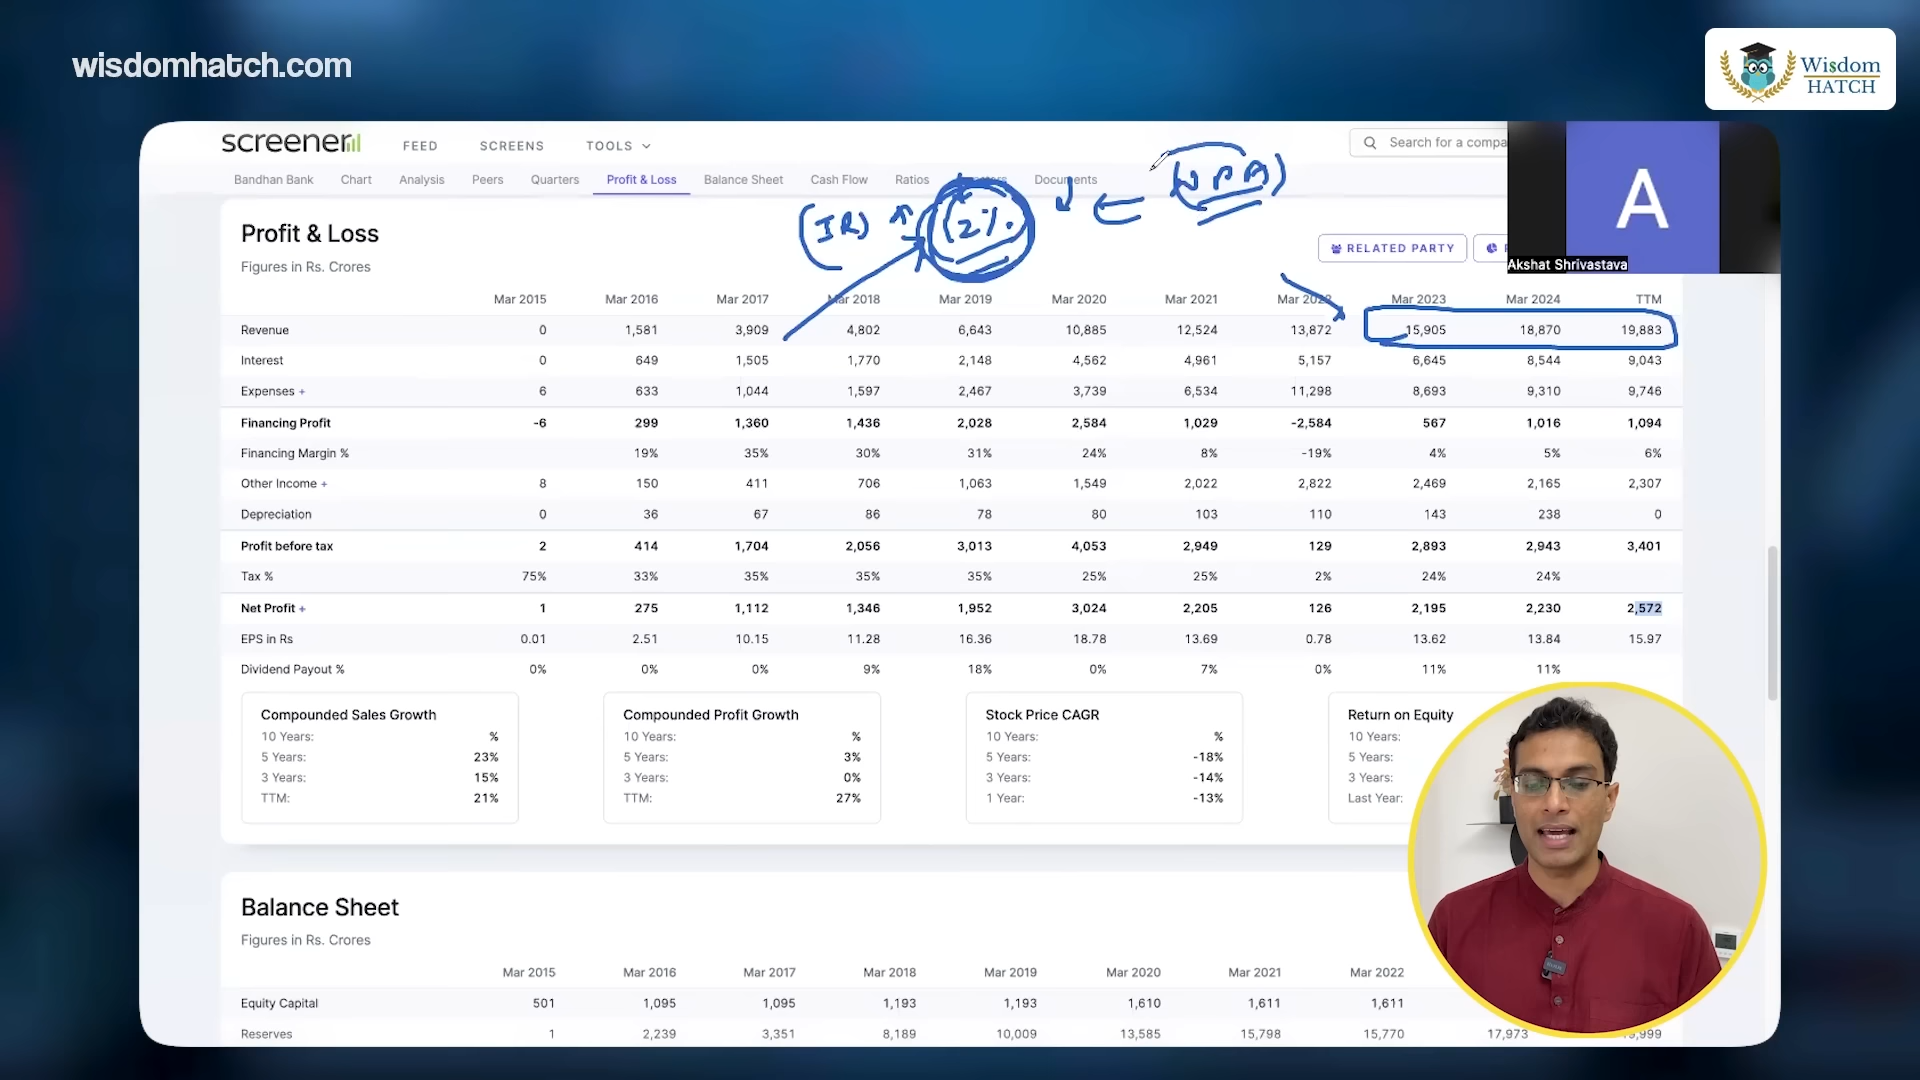 wisdomhatch.com
Wisdom
HATCH
screener
FEED SCREENS TOOLS
Search for a compa
Bandhan Bank Chart Analysis Peers Quarters Profit & Loss Balance Sheet Cash Flow Ratios Documents
(IR) ↑ (2%) ↓ ← (NPA)
A
Akshat Shrivastava
Profit & Loss
Figures in Rs. Crores
RELATED PARTY
Mar 2015 Mar 2016 Mar 2017 Mar 2018 Mar 2019 Mar 2020 Mar 2021 Mar 2022 Mar 2023 Mar 2024 TTM
Revenue 0 1,581 3,909 4,802 6,643 10,885 12,524 13,872 15,905 18,870 19,883
Interest 0 649 1,505 1,770 2,148 4,562 4,961 5,157 6,645 8,544 9,043
Expenses + 6 633 1,044 1,597 2,467 3,739 6,534 11,298 8,693 9,310 9,746
Financing Profit -6 299 1,360 1,436 2,028 2,584 1,029 -2,584 567 1,016 1,094
Financing Margin % 19% 35% 30% 31% 24% 8% -19% 4% 5% 6%
Other Income + 8 150 411 706 1,063 1,549 2,022 2,822 2,469 2,165 2,307
Depreciation 0 36 67 86 78 80 103 110 143 238 0
Profit before tax 2 414 1,704 2,056 3,013 4,053 2,949 129 2,893 2,943 3,401
Tax % 75% 33% 35% 35% 35% 25% 25% 2% 24% 24%
Net Profit + 1 275 1,112 1,346 1,952 3,024 2,205 126 2,195 2,230 2,572
EPS in Rs 0.01 2.51 10.15 11.28 16.36 18.78 13.69 0.78 13.62 13.84 15.97
Dividend Payout % 0% 0% 0% 9% 18% 0% 7% 0% 11% 11%
Compounded Sales Growth
10 Years: %
5 Years: 23%
3 Years: 15%
TTM: 21%
Compounded Profit Growth
10 Years: %
5 Years: 3%
3 Years: 0%
TTM: 27%
Stock Price CAGR
10 Years: %
5 Years: -18%
3 Years: -14%
1 Year: -13%
Return on Equity
10 Years:
5 Years:
3 Years:
Last Year:
Balance Sheet
Figures in Rs. Crores
Mar 2015 Mar 2016 Mar 2017 Mar 2018 Mar 2019 Mar 2020 Mar 2021 Mar 2022
Equity Capital 501 1,095 1,095 1,193 1,193 1,610 1,611 1,611
Reserves 1 2,239 3,351 8,189 10,009 13,585 15,798 15,770 17,973